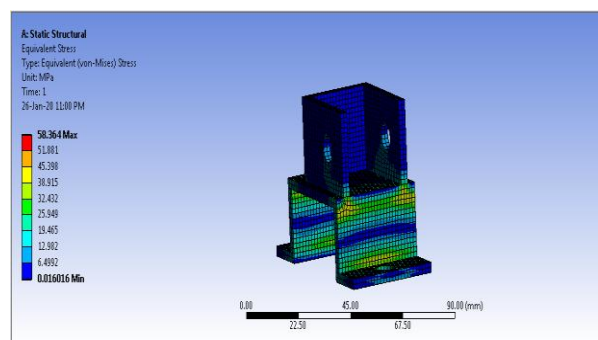 A: Static Structural
Equivalent Stress
Type: Equivalent (von-Mises) Stress
Unit: MPa
Time: 1
26-Jan-20 11:00 PM
58.364 Max
51.881
45.398
38.915
32.432
25.949
19.465
12.982
6.4992
0.016016 Min
0.00 45.00 90.00 (mm)
22.50 67.50